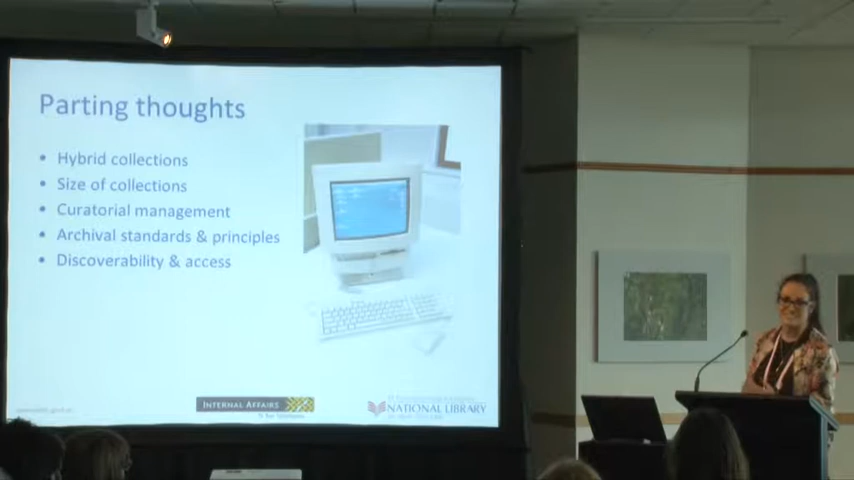 Parting thoughts
• Hybrid collections
• Size of collections
• Curatorial management
• Archival standards & principles
• Discoverability & access
INTERNAL AFFAIRS
NATIONAL LIBRARY